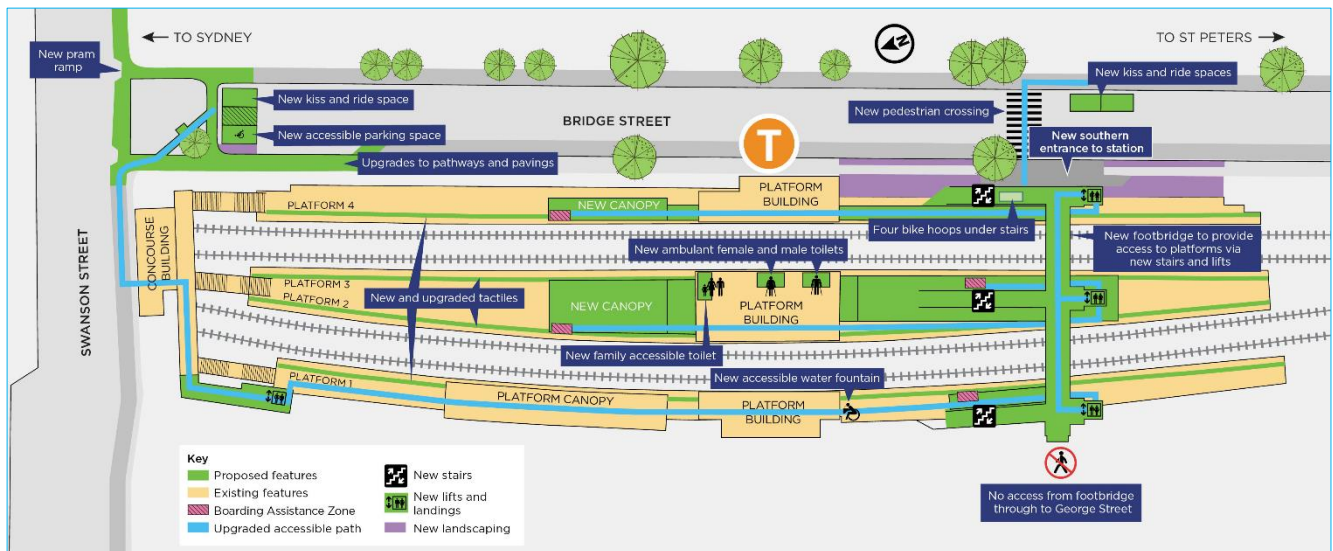 TO SYDNEY
TO ST PETERS
N
New pram
ramp
New kiss and ride space
New accessible parking space
Upgrades to pathways and pavings
BRIDGE STREET
T
New pedestrian crossing
New kiss and ride spaces
New southern
entrance to station
SWANSON STREET
CONCOURSE
BUILDING
PLATFORM 4
NEW CANOPY
PLATFORM
BUILDING
Four bike hoops under stairs
New footbridge to provide
access to platforms via
new stairs and lifts
PLATFORM 3
PLATFORM 2
New and upgraded tactiles
NEW CANOPY
New ambulant female and male toilets
PLATFORM
BUILDING
New family accessible toilet
PLATFORM 1
PLATFORM CANOPY
New accessible water fountain
PLATFORM
BUILDING
No access from footbridge
through to George Street
Key
Proposed features
Existing features
Boarding Assistance Zone
Upgraded accessible path
New stairs
New lifts and
landings
New landscaping